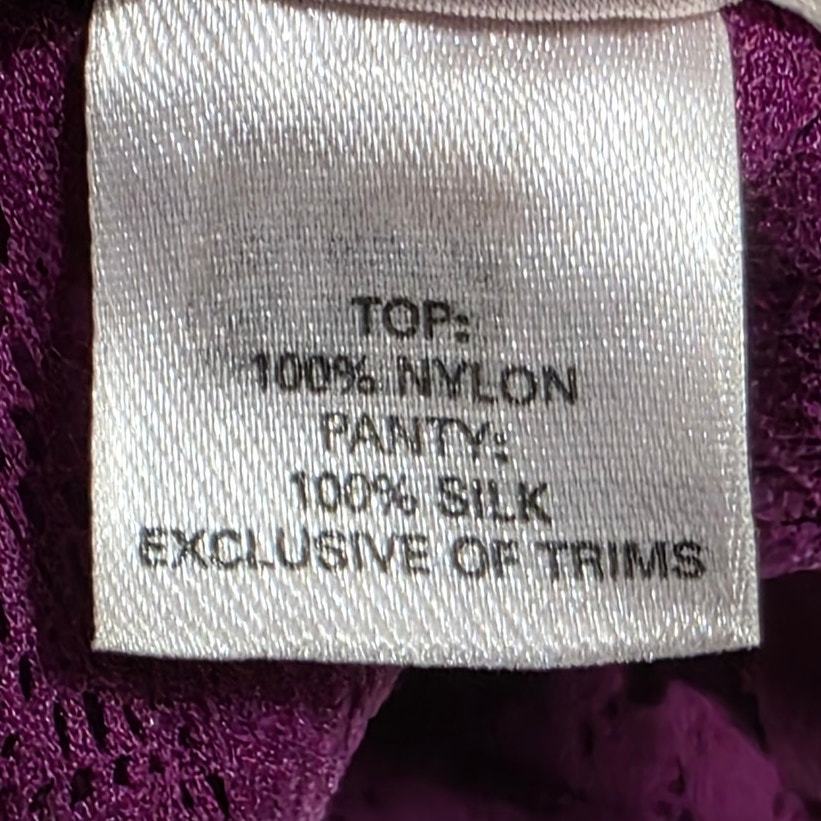 TOP:
100% NYLON
PANTY:
100% SILK
EXCLUSIVE OF TRIMS